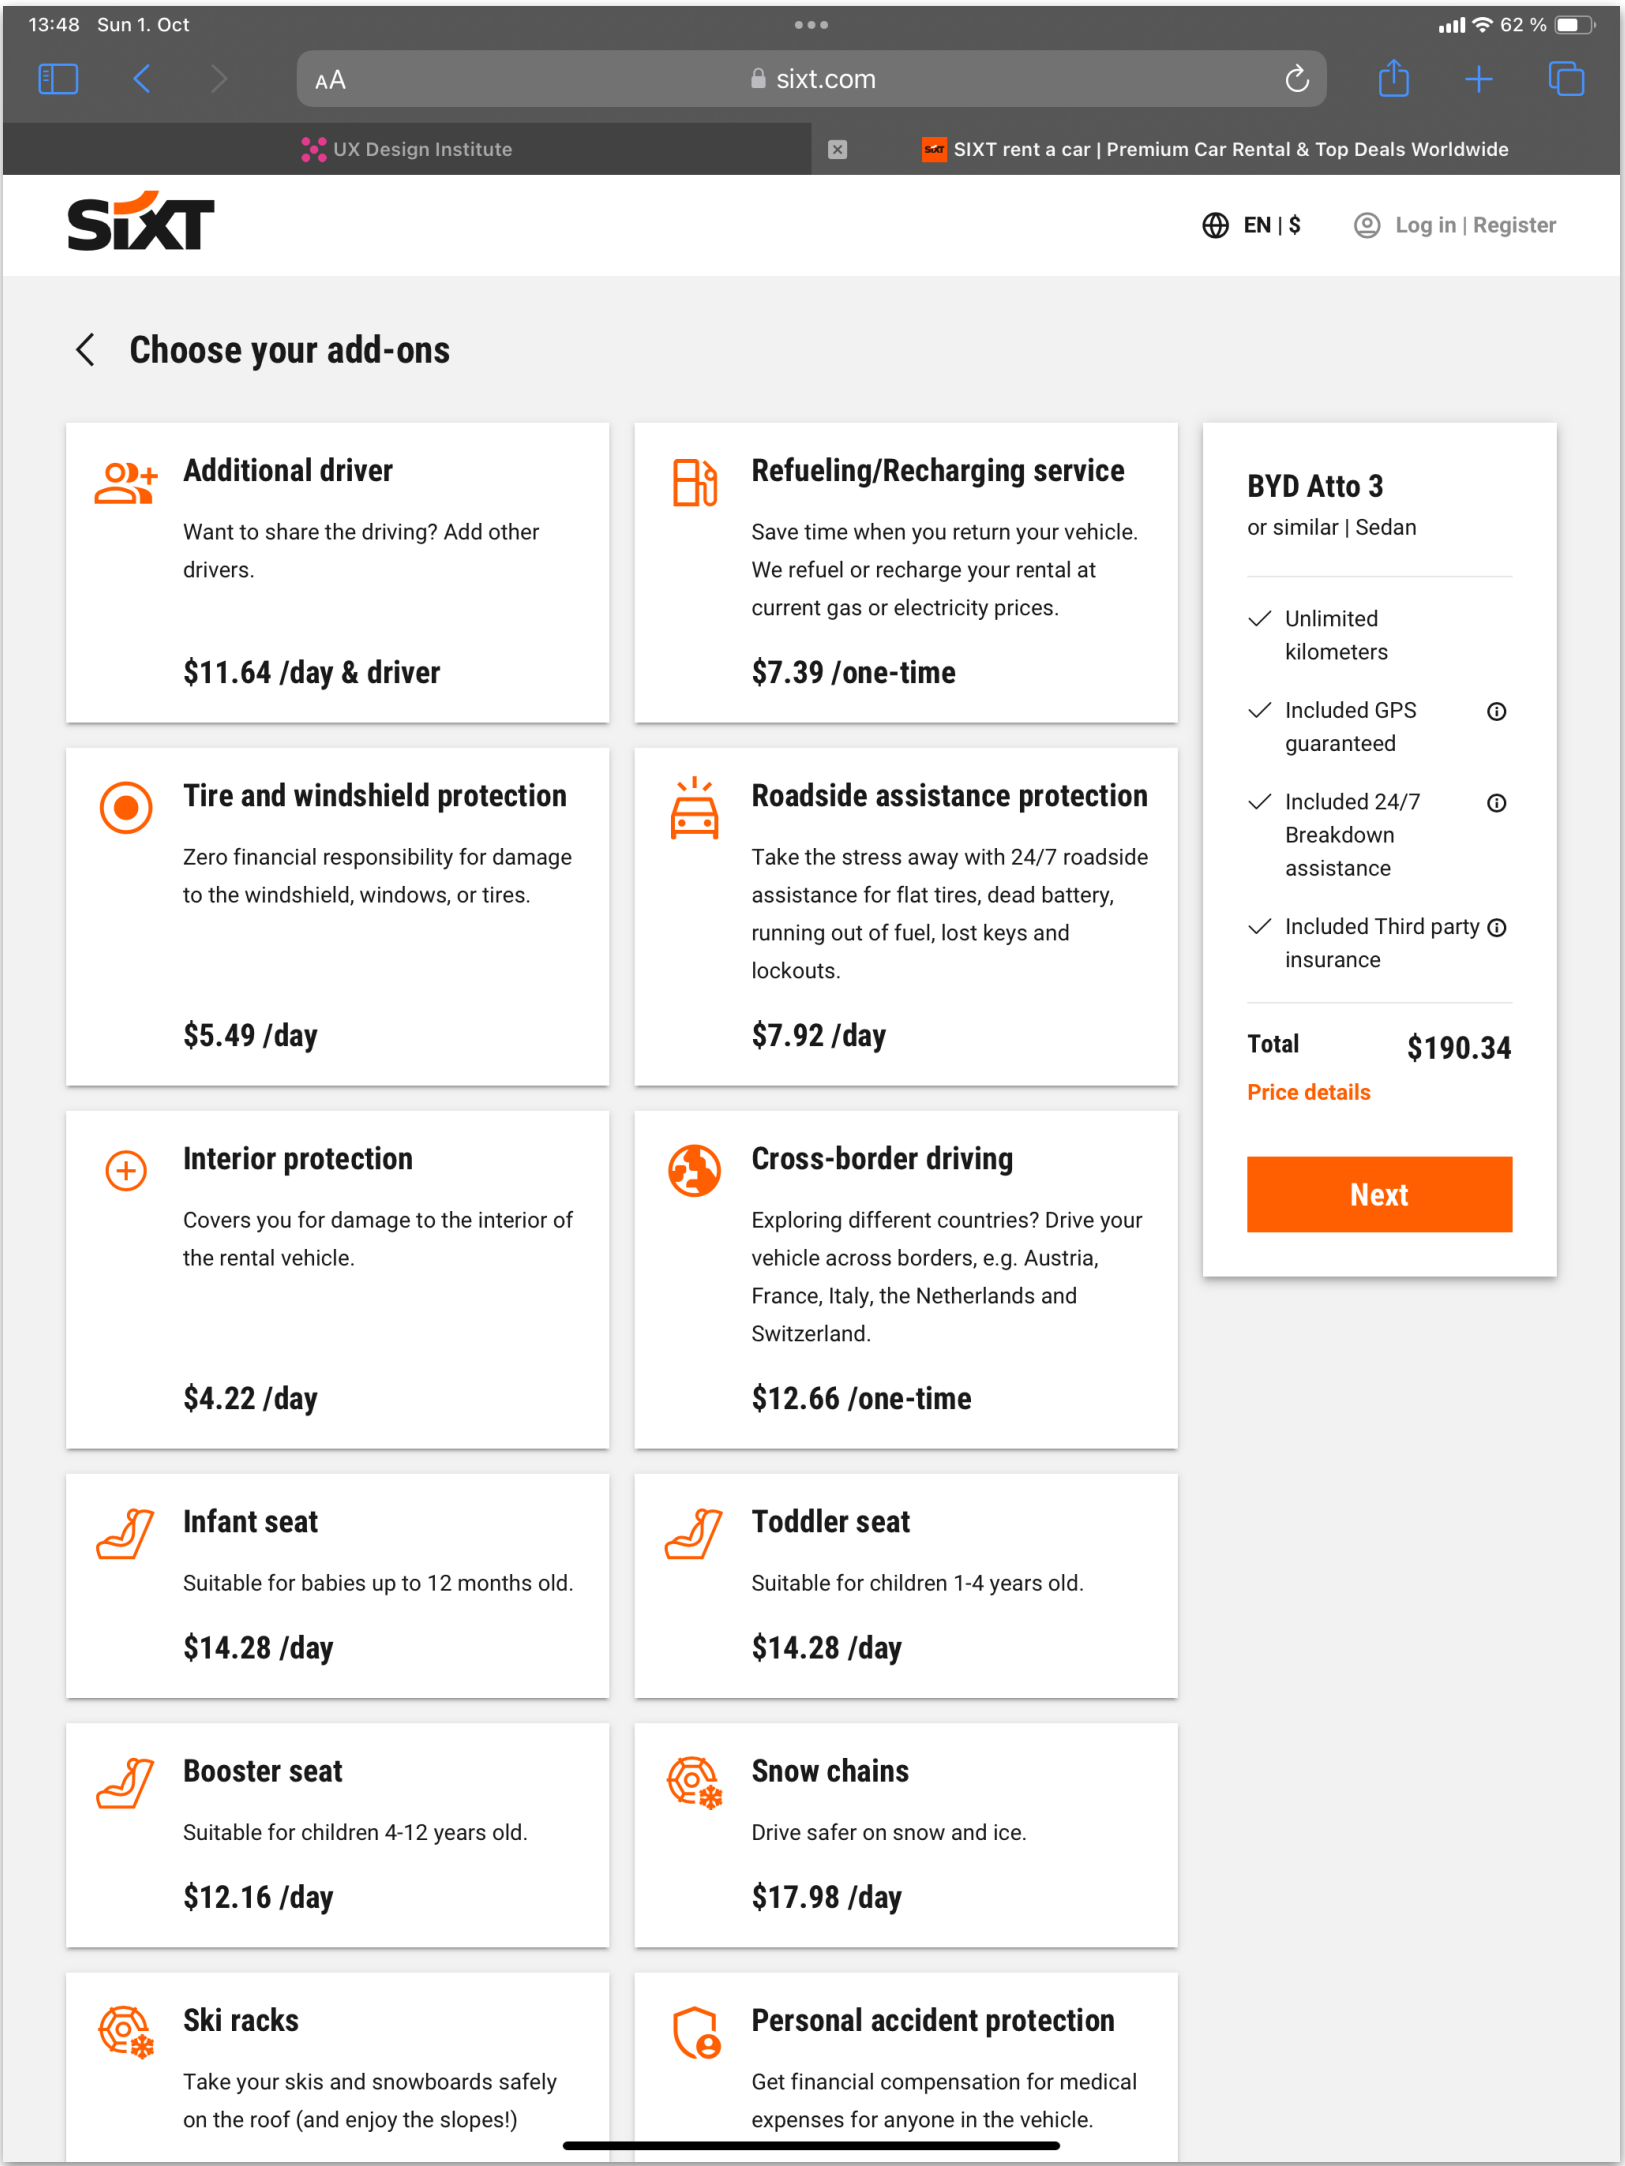 13:48 Sun 1. Oct
62 %
AA
sixt.com
UX Design Institute
SIXT
SIXT rent a car | Premium Car Rental & Top Deals Worldwide
SIXT
EN | $
Log in | Register
Choose your add-ons
Additional driver
Want to share the driving? Add other
drivers.
$11.64 /day & driver
Refueling/Recharging service
Save time when you return your vehicle.
We refuel or recharge your rental at
current gas or electricity prices.
$7.39 /one-time
Tire and windshield protection
Zero financial responsibility for damage
to the windshield, windows, or tires.
$5.49 /day
Roadside assistance protection
Take the stress away with 24/7 roadside
assistance for flat tires, dead battery,
running out of fuel, lost keys and
lockouts.
$7.92 /day
Interior protection
Covers you for damage to the interior of
the rental vehicle.
$4.22 /day
Cross-border driving
Exploring different countries? Drive your
vehicle across borders, e.g. Austria,
France, Italy, the Netherlands and
Switzerland.
$12.66 /one-time
Infant seat
Suitable for babies up to 12 months old.
$14.28 /day
Toddler seat
Suitable for children 1-4 years old.
$14.28 /day
Booster seat
Suitable for children 4-12 years old.
$12.16 /day
Snow chains
Drive safer on snow and ice.
$17.98 /day
Ski racks
Take your skis and snowboards safely
on the roof (and enjoy the slopes!)
Personal accident protection
Get financial compensation for medical
expenses for anyone in the vehicle.
BYD Atto 3
or similar | Sedan
Unlimited
kilometers
Included GPS
guaranteed
Included 24/7
Breakdown
assistance
Included Third party
insurance
Total $190.34
Price details
Next